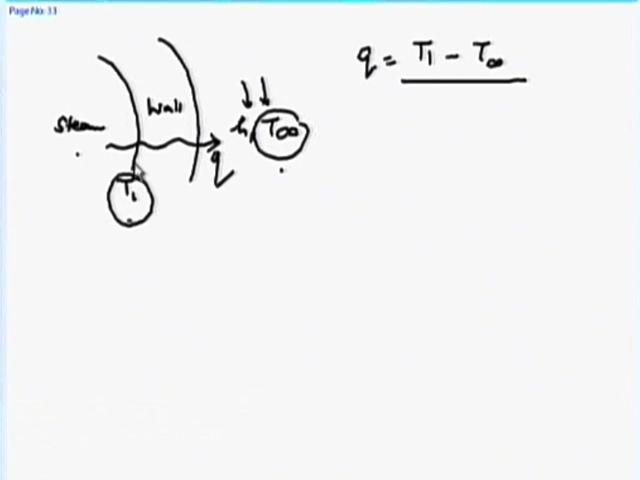 Page No: 33
q = T₁ − T∞
Wall
Steam
h, T∞
q
T₁